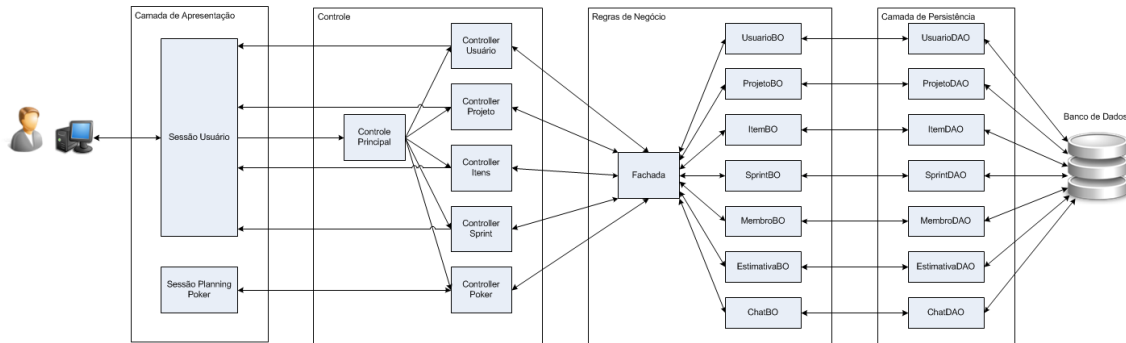 Camada de Apresentação
Controle
Regras de Negócio
Camada de Persistência
Sessão Usuário
Sessão Planning
Poker
Controle
Principal
Controller
Usuário
Controller
Projeto
Controller
Itens
Controller
Sprint
Controller
Poker
Fachada
UsuarioBO
ProjetoBO
ItemBO
SprintBO
MembroBO
EstimativaBO
ChatBO
UsuarioDAO
ProjetoDAO
ItemDAO
SprintDAO
MembroDAO
EstimativaDAO
ChatDAO
Banco de Dados